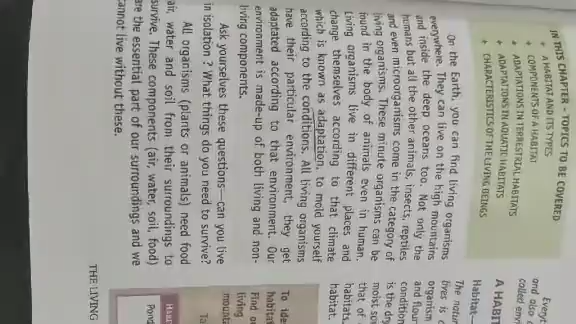 IN THIS CHAPTER - TOPICS TO BE COVERED
A HABITAT AND ITS TYPES
COMPONENTS OF A HABITAT
ADAPTATIONS IN TERRESTRIAL HABITATS
ADAPTATIONS IN AQUATIC HABITATS
CHARACTERISTICS OF THE LIVING BEINGS
On the Earth, you can find living organisms
everywhere. They can live on the high mountains
and inside the deep oceans too. Not only the
humans but all the other animals, insects, reptiles
and even microorganisms come in the category of
living organisms. These minute organisms can be
found in the body of animals even in human.
Living organisms live in different places and
change themselves according to that climate
which is known as adaptation, to mold yourself
according to the conditions. All living organisms
have their particular environment, they get
adaptated according to that environment. Our
environment is made-up of both living and non-
living components.
Ask yourselves these questions—can you live
in isolation ? What things do you need to survive?
All organisms (plants or animals) need food
air, water and soil from their surroundings to
survive. These components (air, water, soil, food)
are the essential part of our surroundings and we
cannot live without these.
THE LIVING
and also
called
A HABI
Habitat—
The natu
lives is
organism
and flour
condition
is the dry
moist soi
that of
habitats.
habitat.
To ide
habita
Find ou
living
mounta
Pond